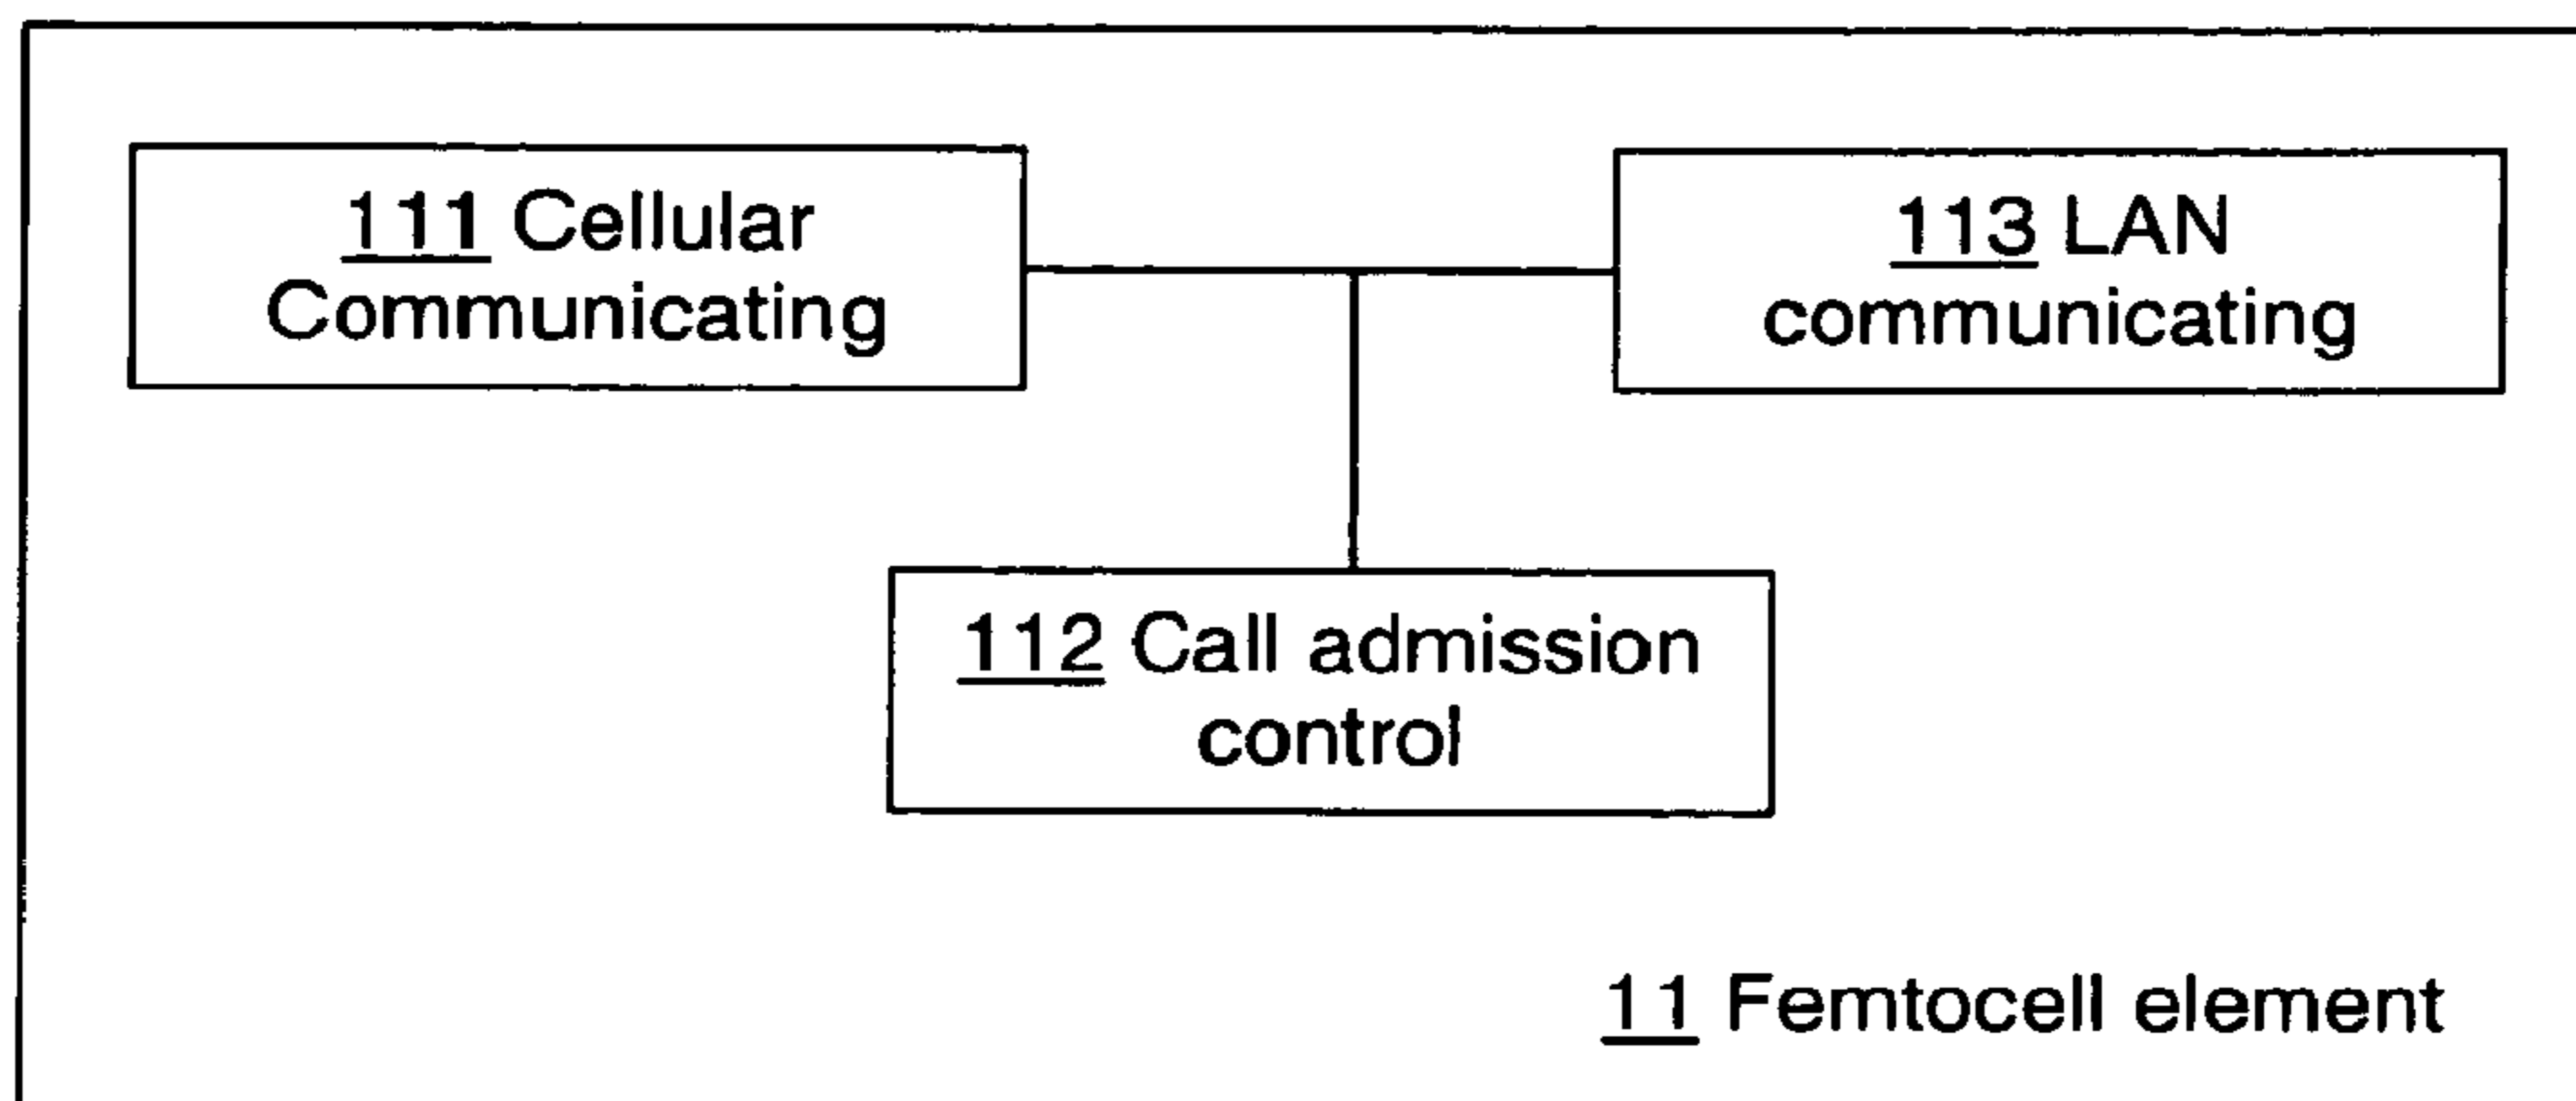 111 Cellular
Communicating
113 LAN
communicating
112 Call admission
control
11 Femtocell element